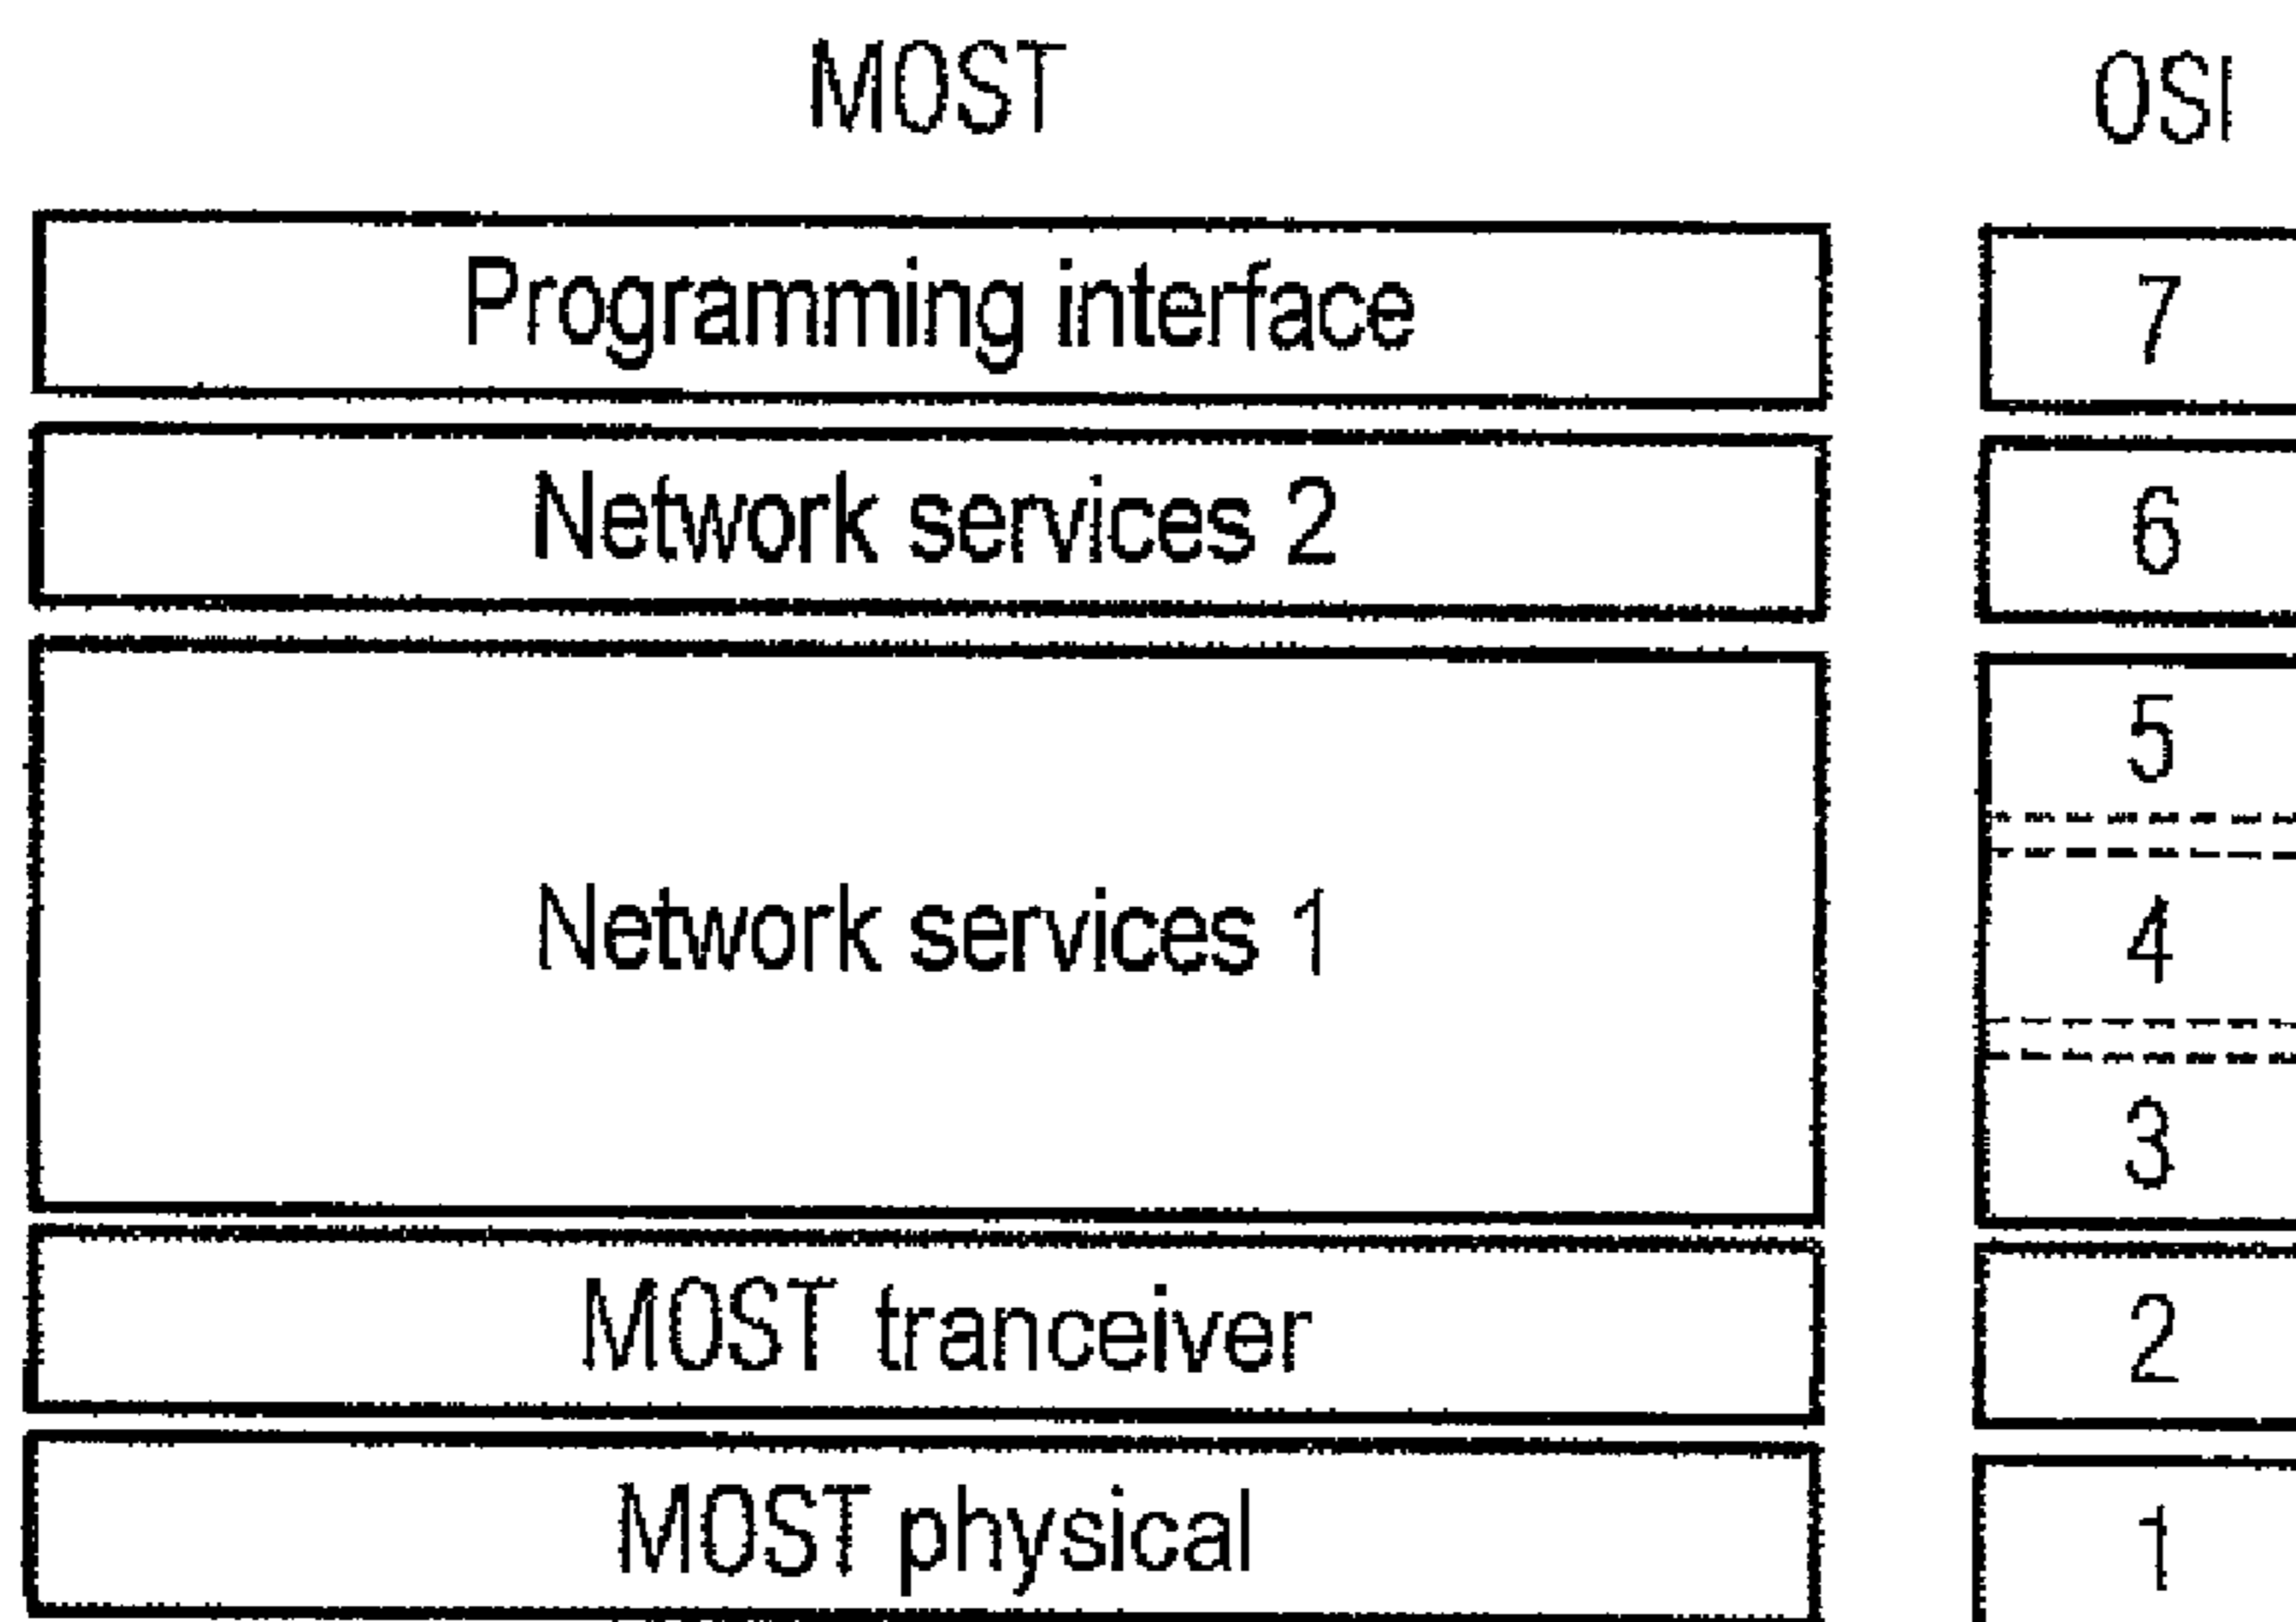 MOST OSI
Programming interface 7
Network services 2 6
5
Network services 1 4
3
MOST tranceiver 2
MOST physical 1